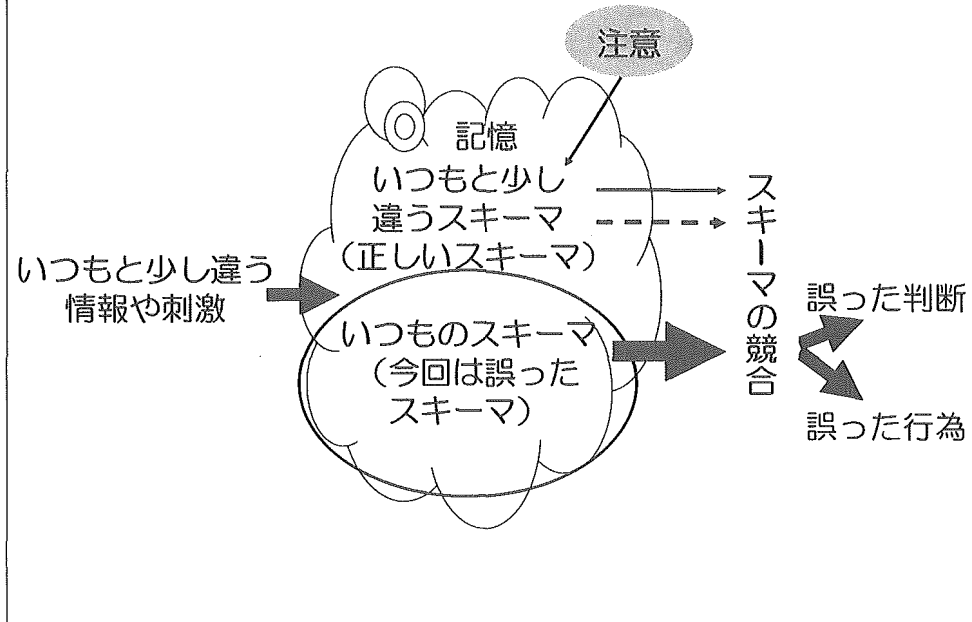 注意
記憶
いつもと少し
違うスキーマ
（正しいスキーマ）
いつもと少し違う
情報や刺激
いつものスキーマ
（今回は誤った
スキーマ）
スキーマの競合
誤った判断
誤った行為